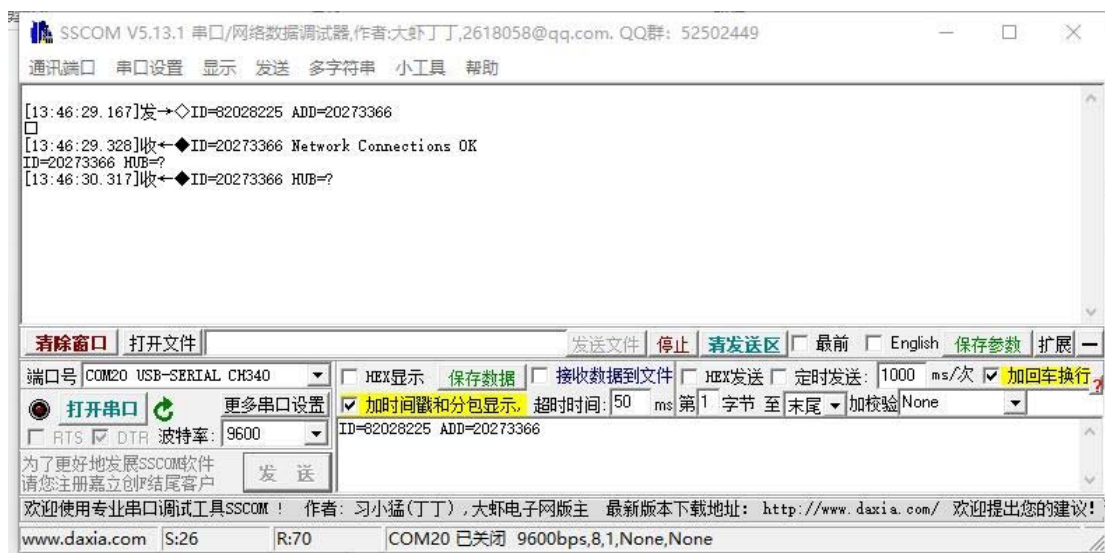 SSCOM V5.13.1 串口/网络数据调试器,作者:大虾丁丁,2618058@qq.com. QQ群: 52502449
通讯端口 串口设置 显示 发送 多字符串 小工具 帮助
[13:46:29.167]发→◇ID=82028225 ADD=20273366
□
[13:46:29.328]收←◆ID=20273366 Network Connections OK
ID=20273366 HUB=?
[13:46:30.317]收←◆ID=20273366 HUB=?
清除窗口 打开文件 发送文件 停止 清发送区 最前 English 保存参数 扩展 —
端口号 COM20 USB-SERIAL CH340 HEX显示 保存数据 接收数据到文件 HEX发送 定时发送: 1000 ms/次 加回车换行 ?
打开串口 更多串口设置 加时间戳和分包显示, 超时时间: 50 ms 第1 字节 至 末尾 加校验 None
RTS DTR 波特率: 9600 ID=82028225 ADD=20273366
为了更好地发展SSCOM软件
请您注册嘉立创F结尾客户 发 送
欢迎使用专业串口调试工具SSCOM ! 作者: 习小猛(丁丁) ,大虾电子网版主 最新版本下载地址: http://www.daxia.com/ 欢迎提出您的建议!
www.daxia.com S:26 R:70 COM20 已关闭 9600bps,8,1,None,None